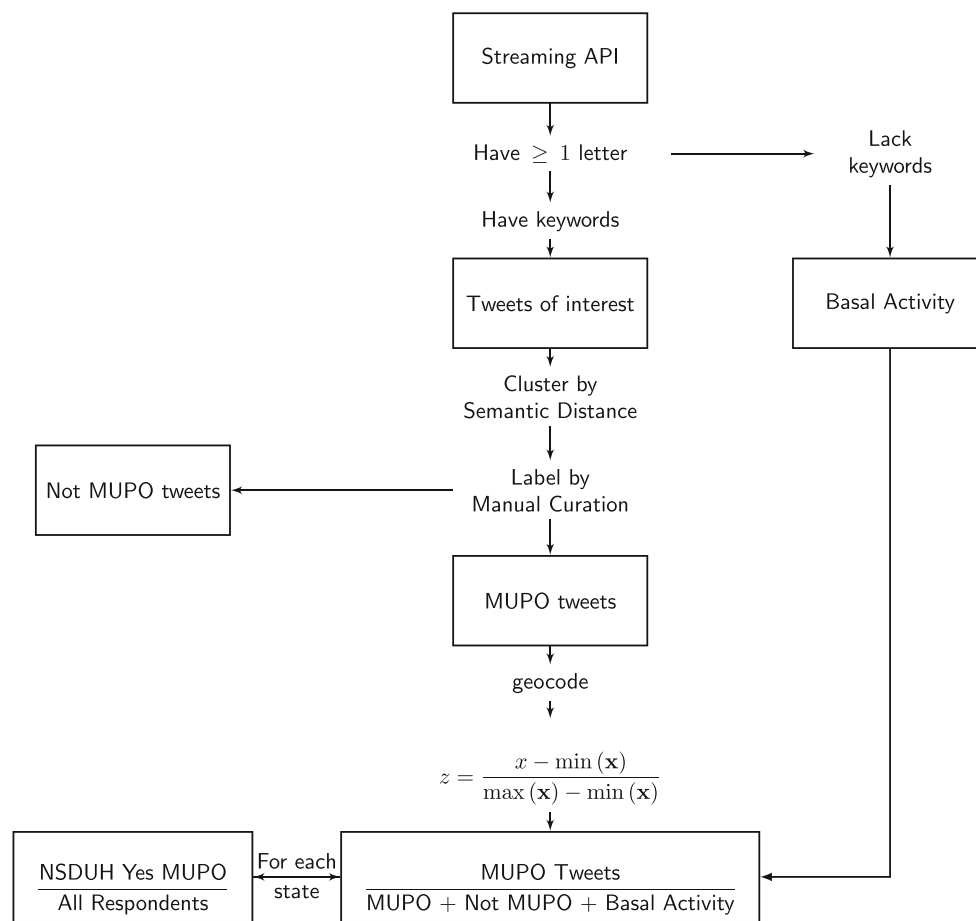 Streaming API
Have ≥ 1 letter
Lack
keywords
Have keywords
Tweets of interest
Basal Activity
Cluster by
Semantic Distance
Not MUPO tweets
Label by
Manual Curation
MUPO tweets
geocode
z = \frac{x − min (x)}{max (x) − min (x)}
NSDUH Yes MUPO
All Respondents
For each
state
MUPO Tweets
MUPO + Not MUPO + Basal Activity